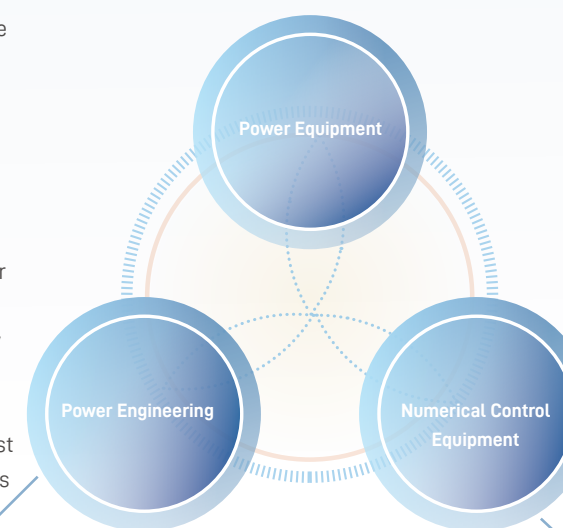 Power Equipment
Power Engineering
Numerical Control
Equipment